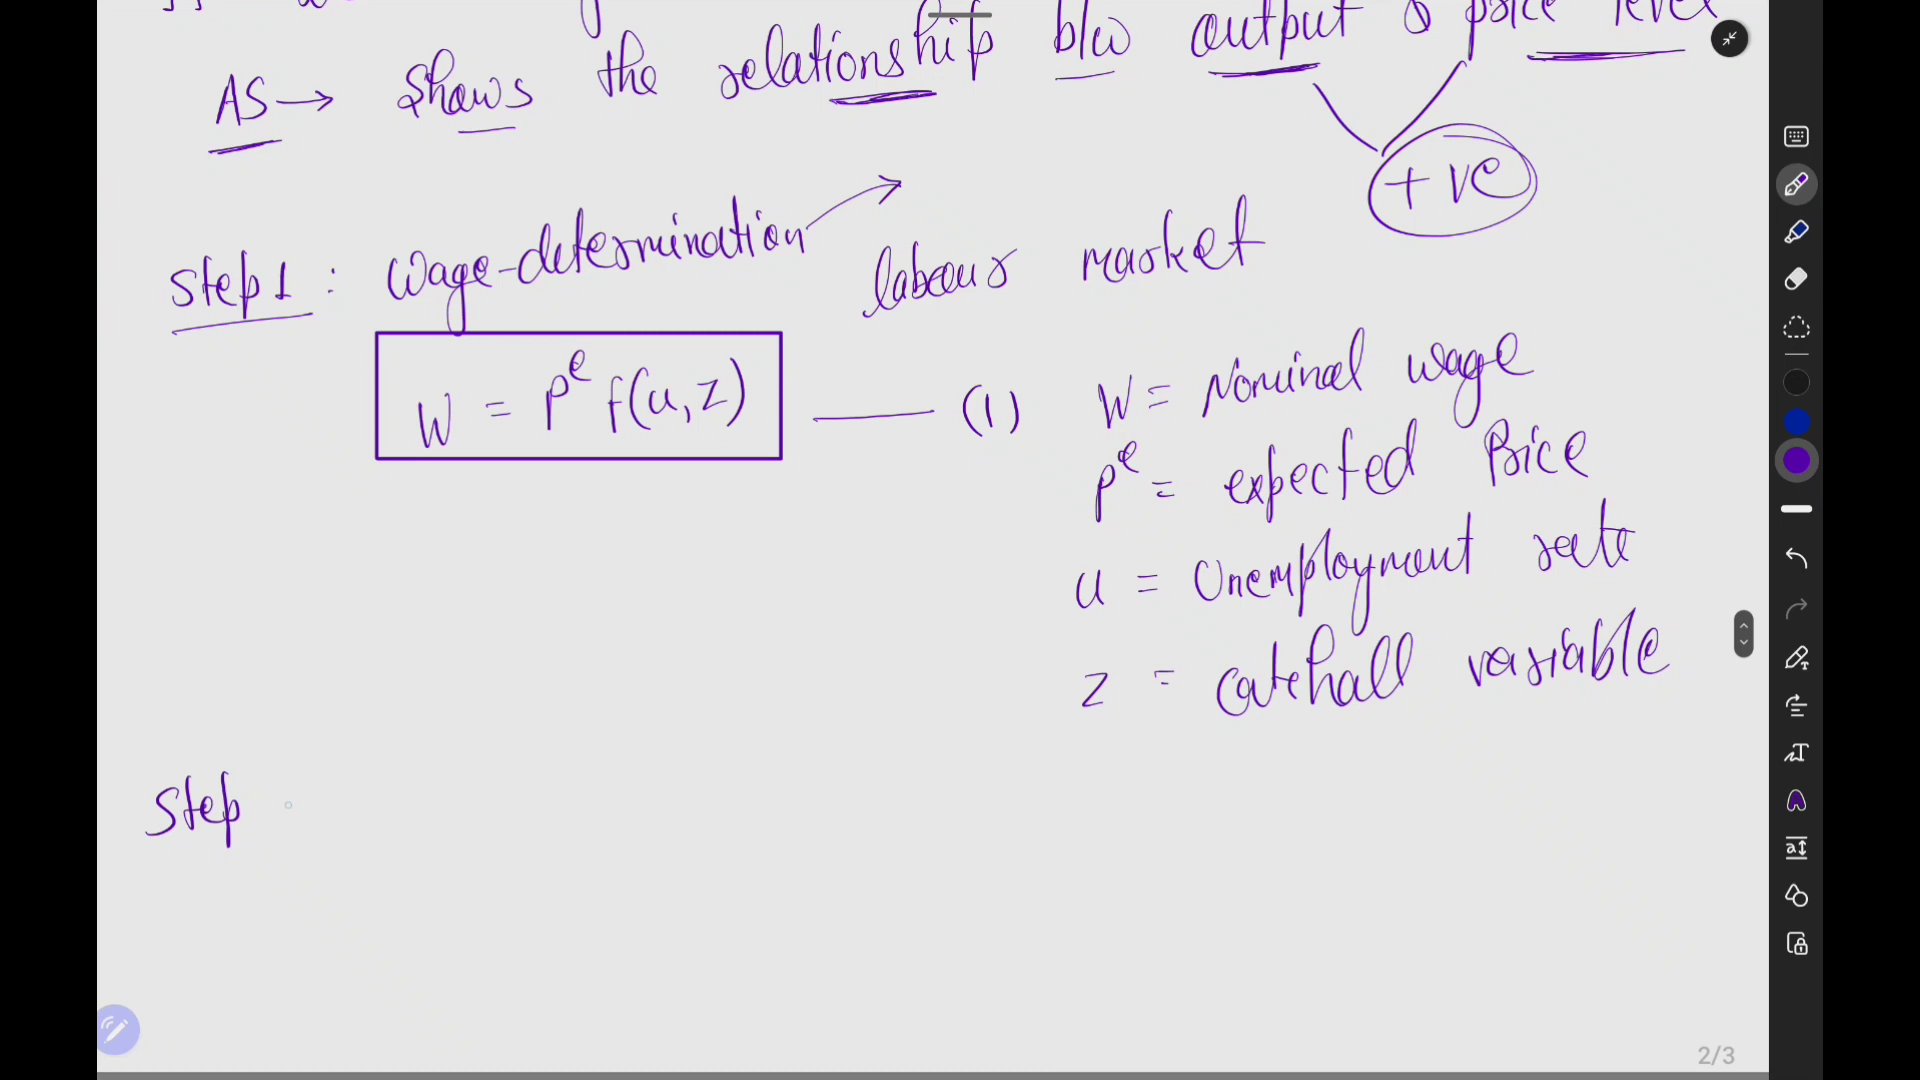 AS → shows the relationship b/w output & price level
+ve
Step 1 : Wage-determination
labour market
W = P^e f(u,z) —— (1)
W = Nominal wage
P^e = expected Price
u = Unemployment rate
z = catchall variable
Step
2/3